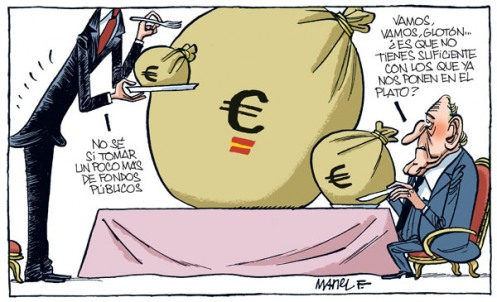 NO SÉ
SI TOMAR
UN POCO MÁS
DE FONDOS
PÚBLICOS
VAMOS,
VAMOS, GLOTÓN...
¿ES QUE NO
TIENES SUFICIENTE
CON LOS QUE YA
NOS PONEN EN EL
PLATO?
€
€
€
MANEL F.